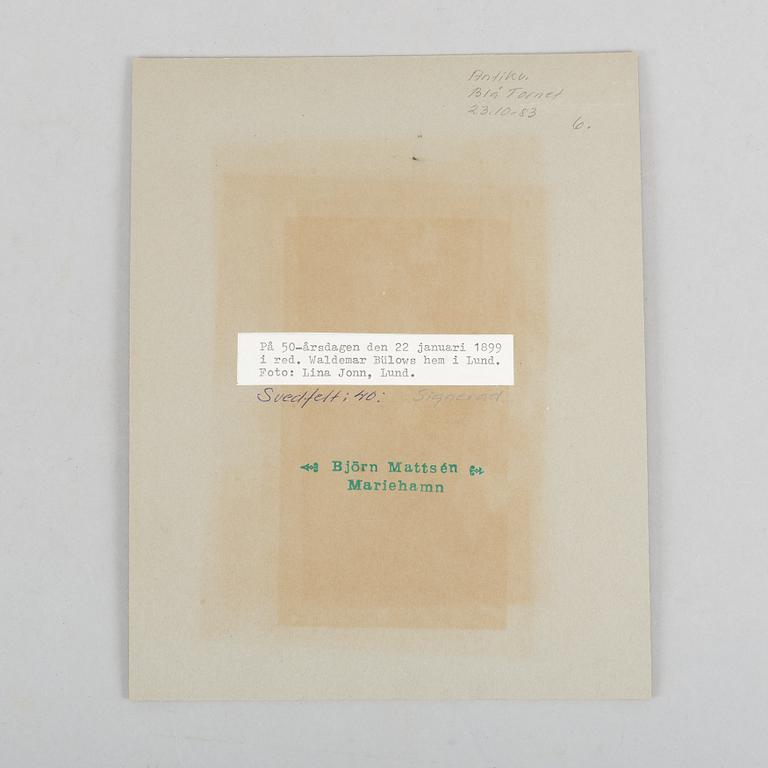 Antikv.
Blå Tornet
23.10-83
6.
På 50-årsdagen den 22 januari 1899
i red. Waldemar Bülows hem i Lund.
Foto: Lina Jonn, Lund.
Svedfelt: 40: Signerad
Björn Mattsén
Mariehamn